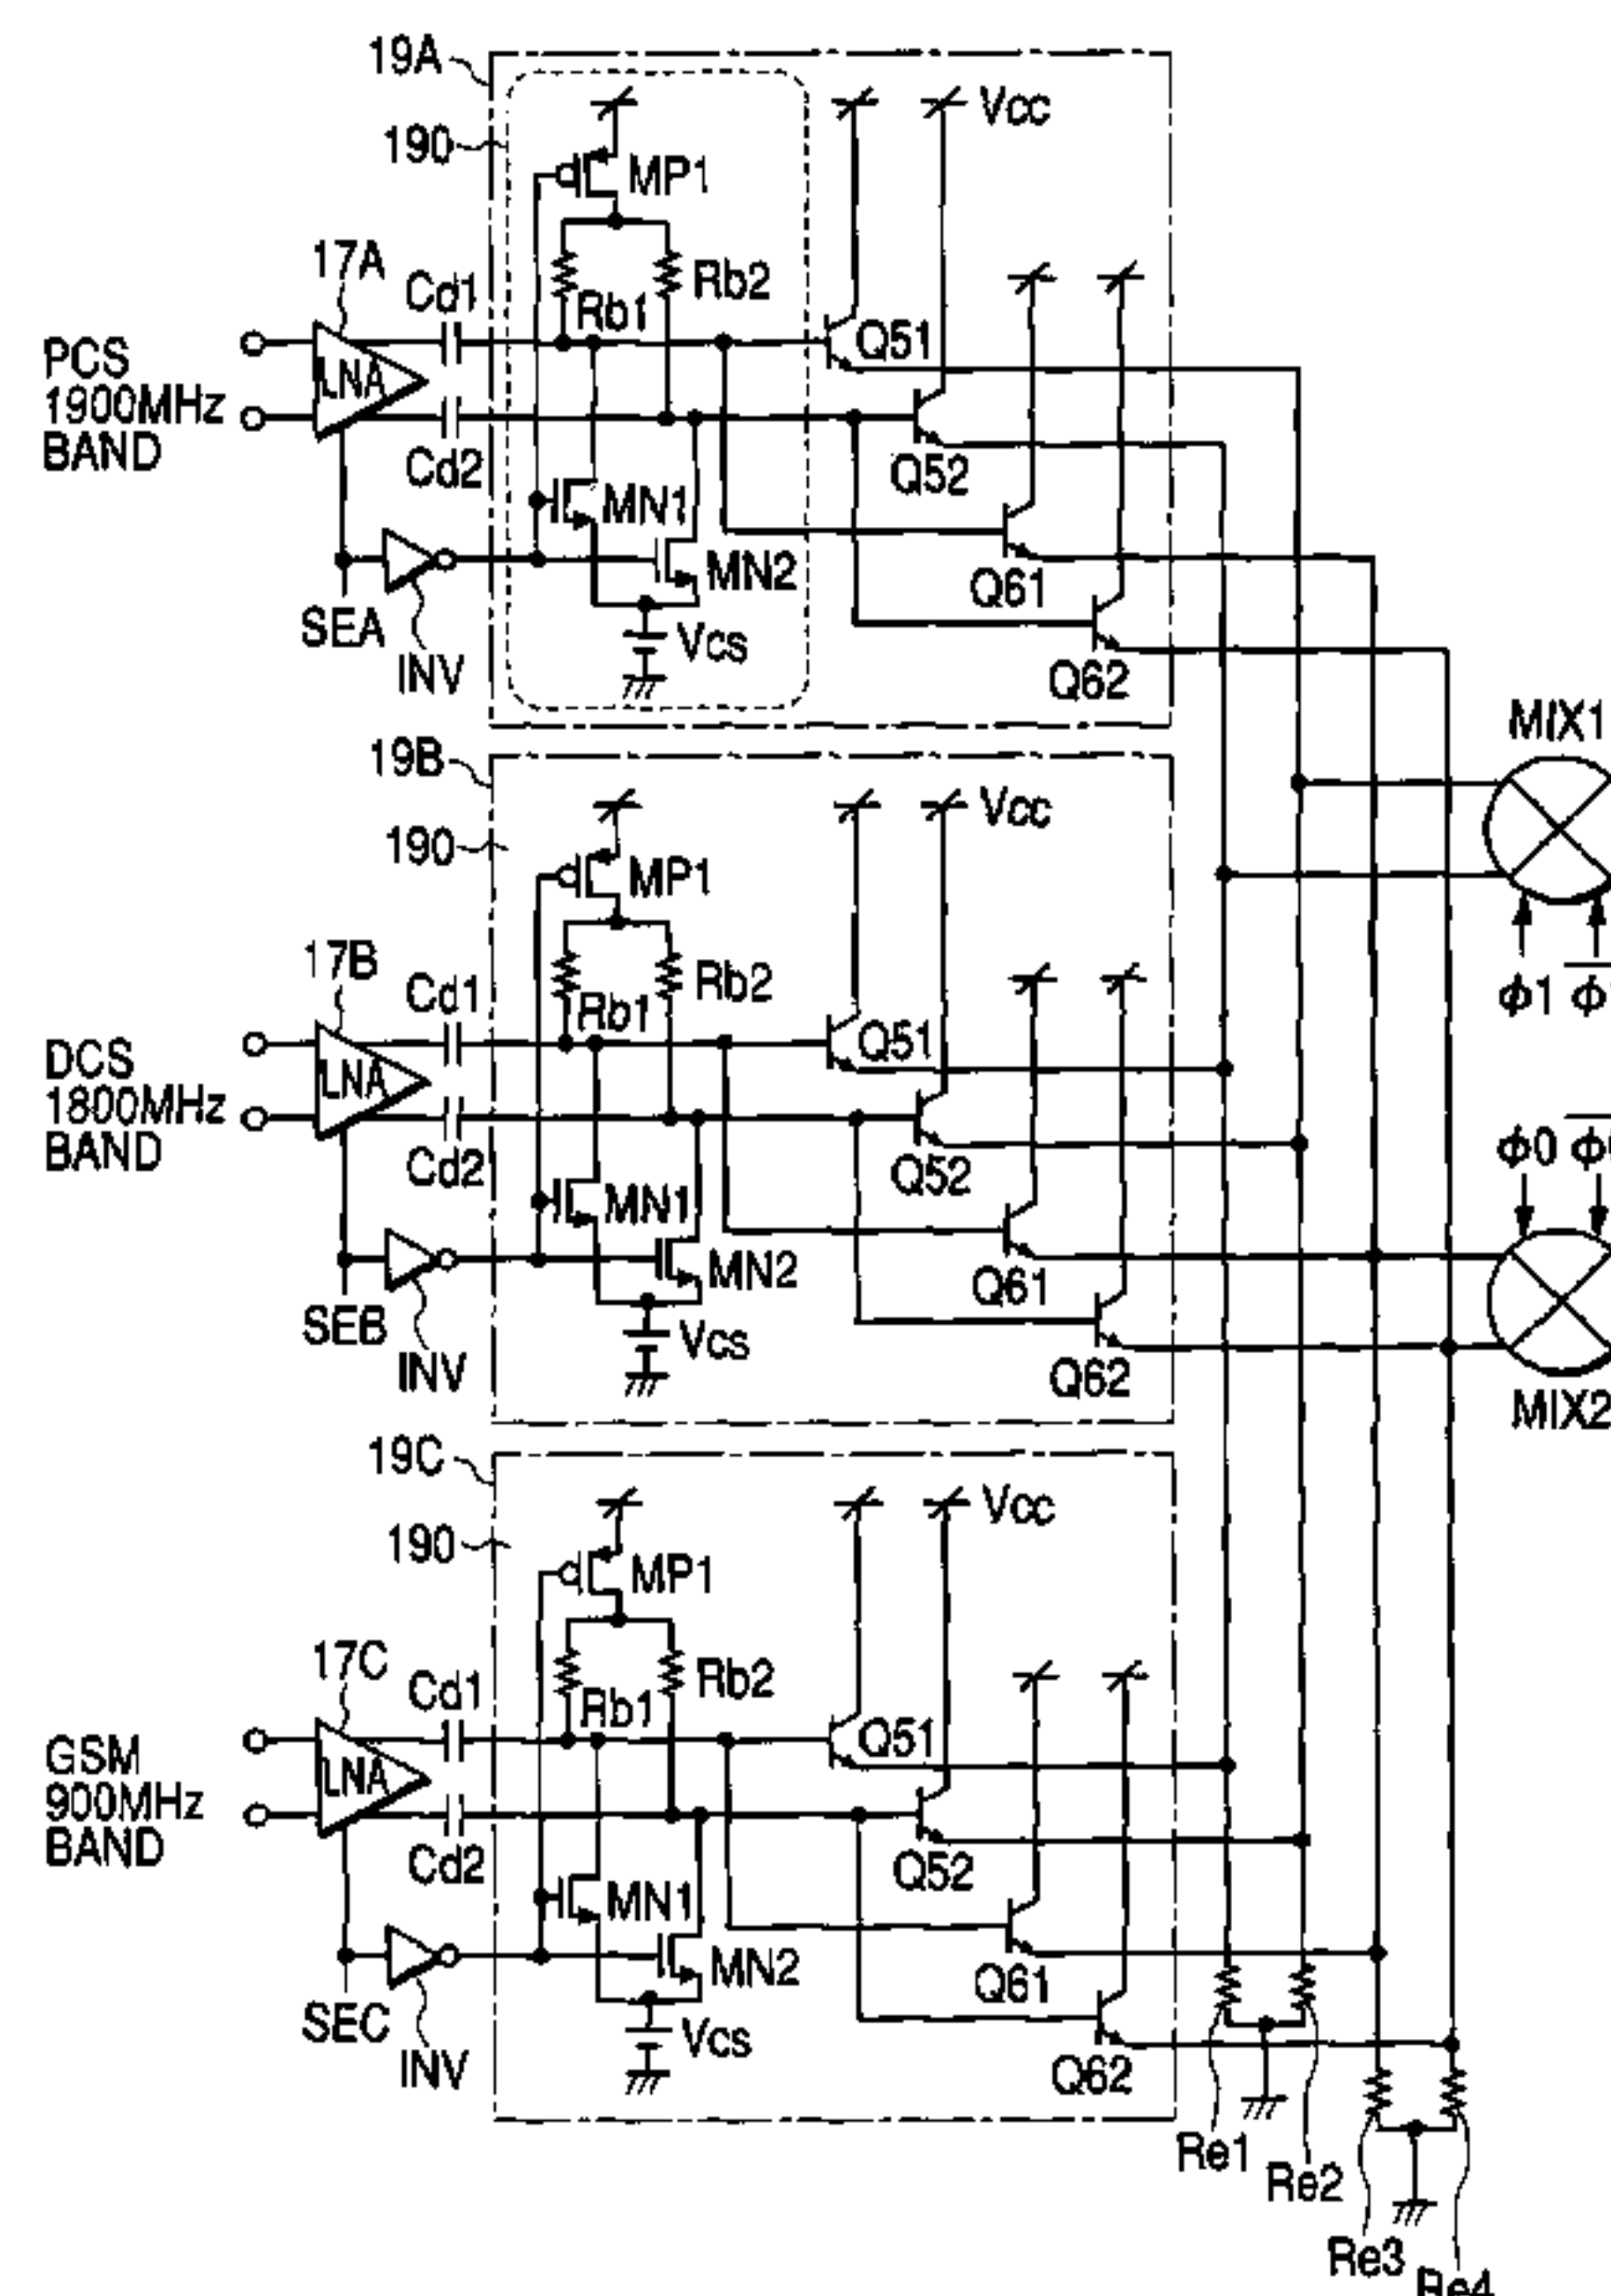 19A
190
MP1
Vcc
17A
Cd1
Rb1
Rb2
Q51
PCS
1900MHz
BAND
LNA
Cd2
Q52
MN1
MN2
Q61
SEA
INV
Vcs
Q62
MIX1
19B
190
MP1
Vcc
ϕ1
17B
Cd1
Rb1
Rb2
Q51
DCS
1800MHz
BAND
LNA
Cd2
Q52
ϕ0
MN1
MN2
Q61
SEB
INV
Vcs
Q62
MIX2
19C
190
MP1
Vcc
17C
Cd1
Rb1
Rb2
Q51
GSM
900MHz
BAND
LNA
Cd2
Q52
MN1
MN2
Q61
SEC
INV
Vcs
Q62
Re1
Re2
Re3
Re4